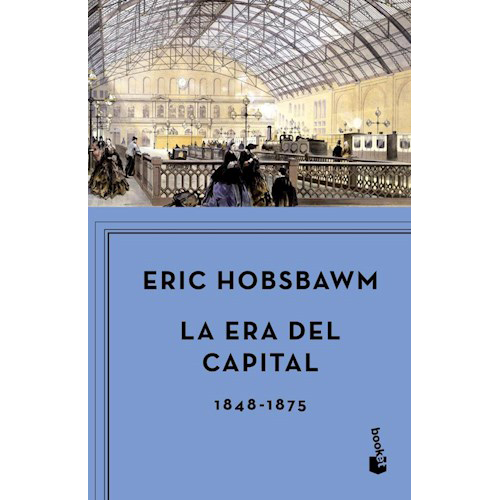 ERIC HOBSBAWM
LA ERA DEL
CAPITAL
1848-1875
booket